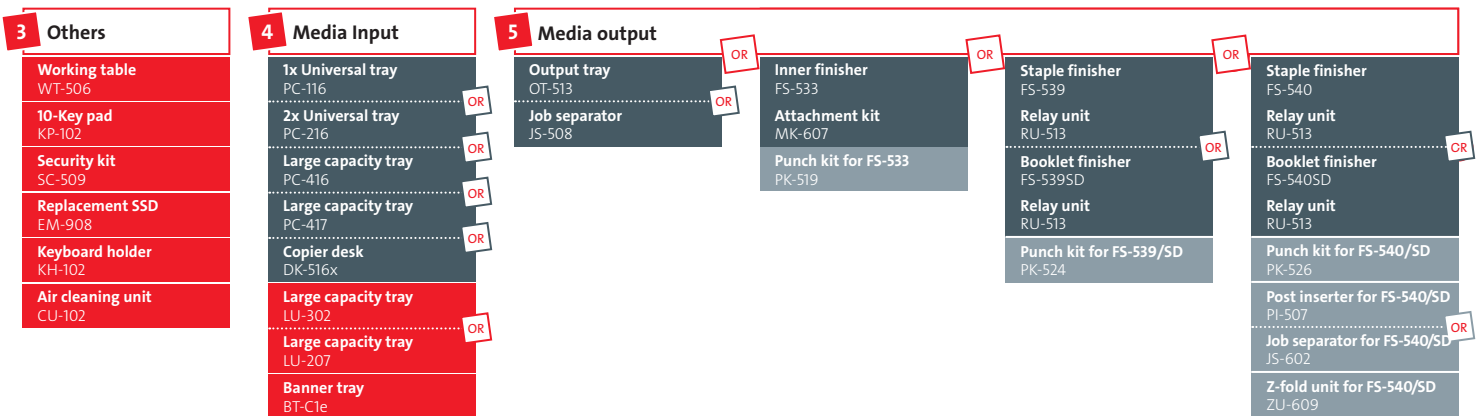 3 Others
Working table
WT-506
10-Key pad
KP-102
Security kit
SC-509
Replacement SSD
EM-908
Keyboard holder
KH-102
Air cleaning unit
CU-102
4 Media Input
1x Universal tray
PC-116
OR
2x Universal tray
PC-216
OR
Large capacity tray
PC-416
OR
Large capacity tray
PC-417
OR
Copier desk
DK-516x
Large capacity tray
LU-302
OR
Large capacity tray
LU-207
Banner tray
BT-C1e
5 Media output
Output tray
OT-513
OR
Job separator
JS-508
OR
Inner finisher
FS-533
Attachment kit
MK-607
Punch kit for FS-533
PK-519
OR
Staple finisher
FS-539
Relay unit
RU-513
OR
Booklet finisher
FS-539SD
Relay unit
RU-513
Punch kit for FS-539/SD
PK-524
OR
Staple finisher
FS-540
Relay unit
RU-513
OR
Booklet finisher
FS-540SD
Relay unit
RU-513
Punch kit for FS-540/SD
PK-526
Post inserter for FS-540/SD
PI-507
OR
Job separator for FS-540/SD
JS-602
Z-fold unit for FS-540/SD
ZU-609